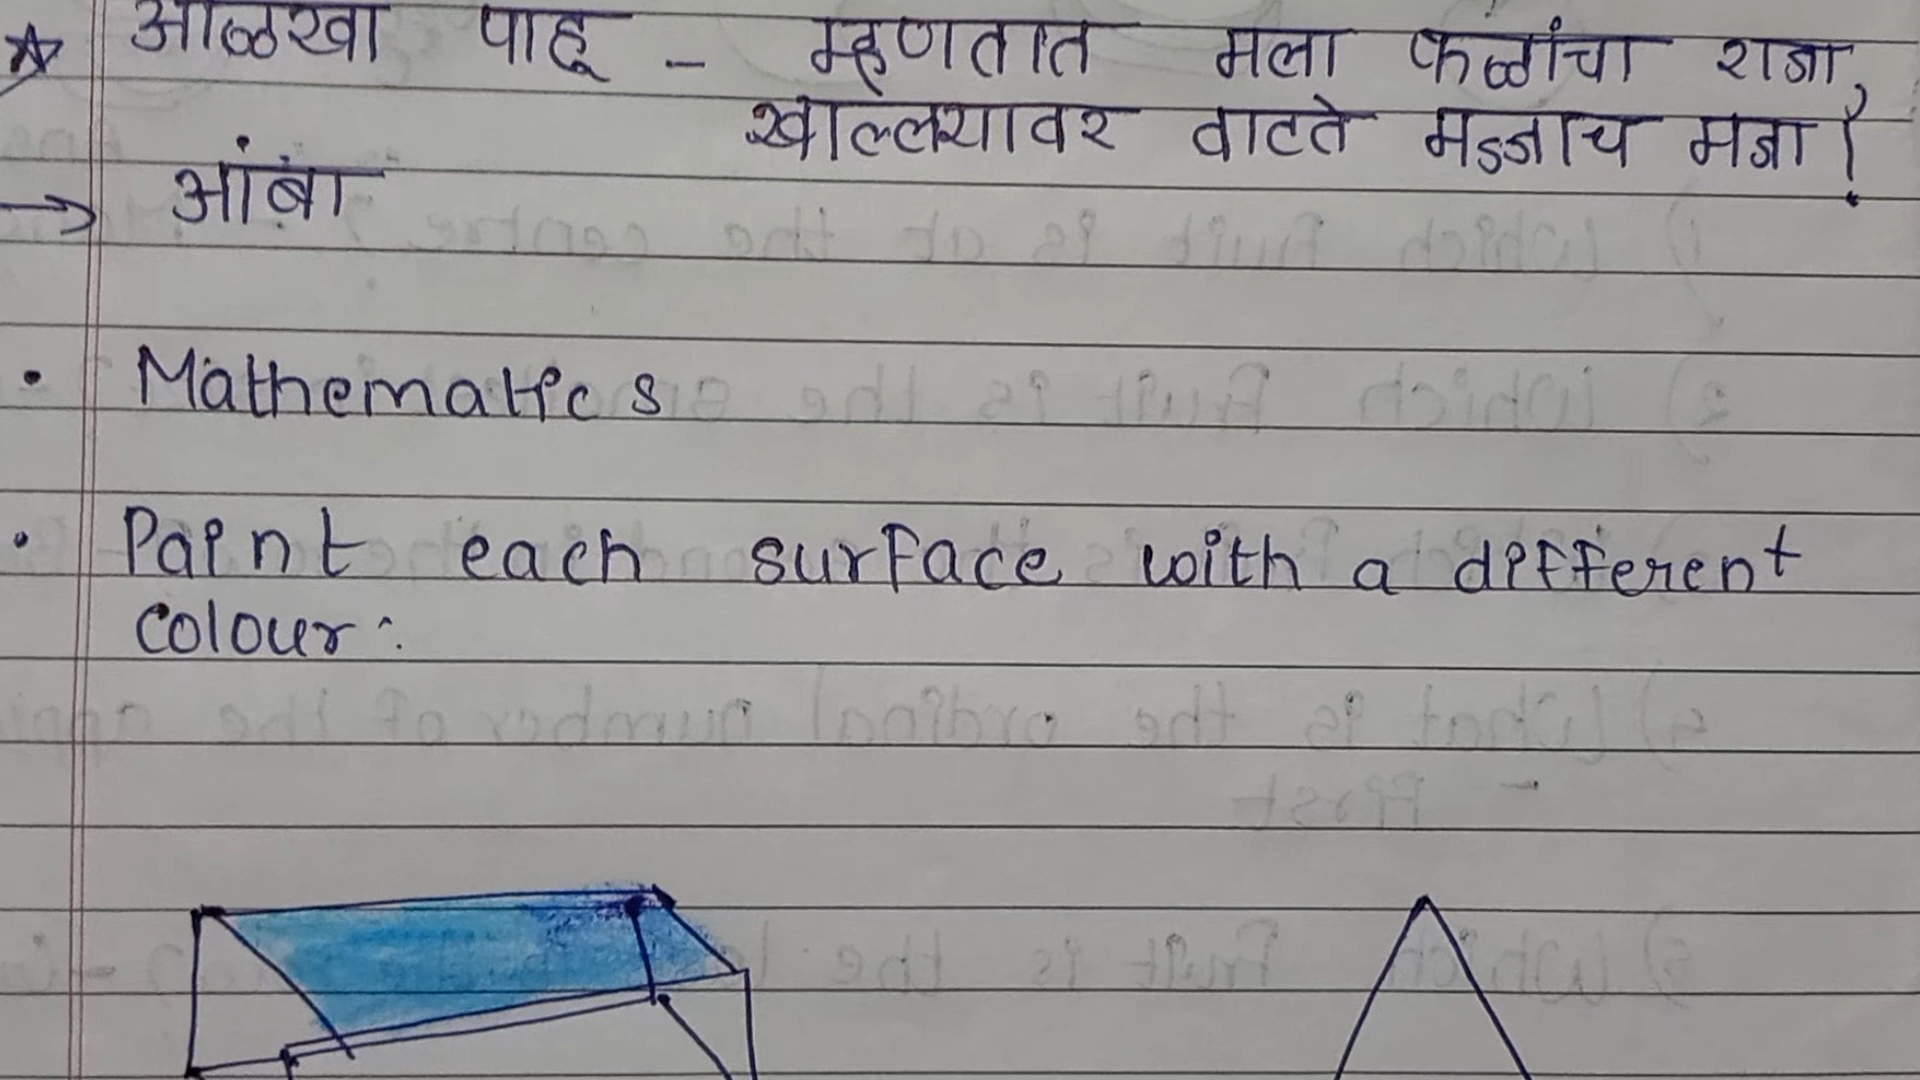 ओळखा पाहू - म्हणतात मला फळांचा राजा,
खाल्ल्यावर वाटते मज्जाच मजा!
→ आंबा
• Mathematics
• Paint each surface with a different
colour: